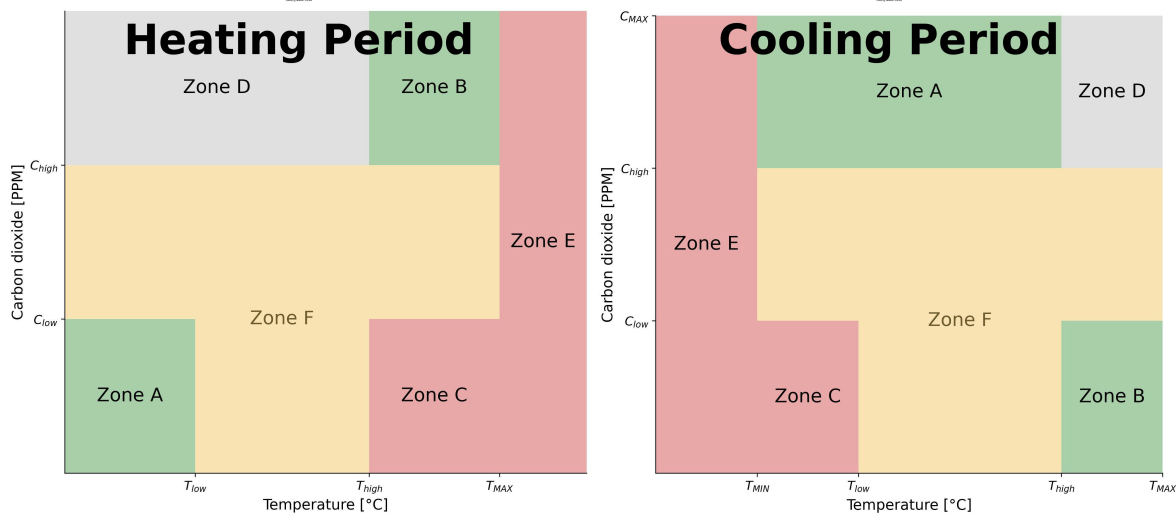 Heating Period
Zone D
Zone B
Zone E
Zone F
Zone A
Zone C
C_high
C_low
Carbon dioxide [PPM]
T_low
T_high
T_MAX
Temperature [°C]
Cooling Period
Zone A
Zone D
Zone E
Zone F
Zone C
Zone B
C_MAX
C_high
C_low
Carbon dioxide [PPM]
T_MIN
T_low
T_high
T_MAX
Temperature [°C]